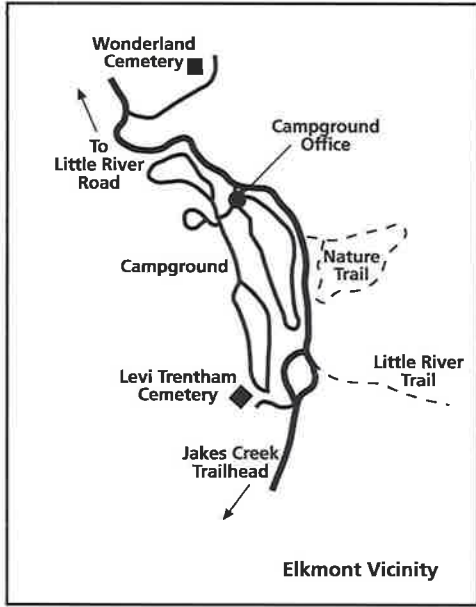 Wonderland
Cemetery
To
Little River
Road
Campground
Office
Nature
Trail
Campground
Little River
Trail
Levi Trentham
Cemetery
Jakes Creek
Trailhead
Elkmont Vicinity